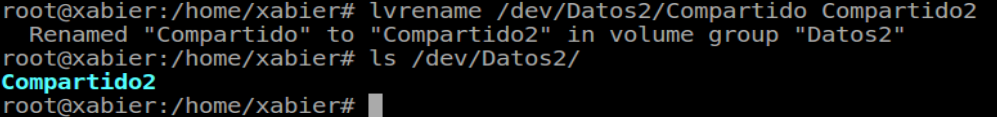 root@xabier:/home/xabier# lvrename /dev/Datos2/Compartido Compartido2
  Renamed "Compartido" to "Compartido2" in volume group "Datos2"
root@xabier:/home/xabier# ls /dev/Datos2/
Compartido2
root@xabier:/home/xabier#